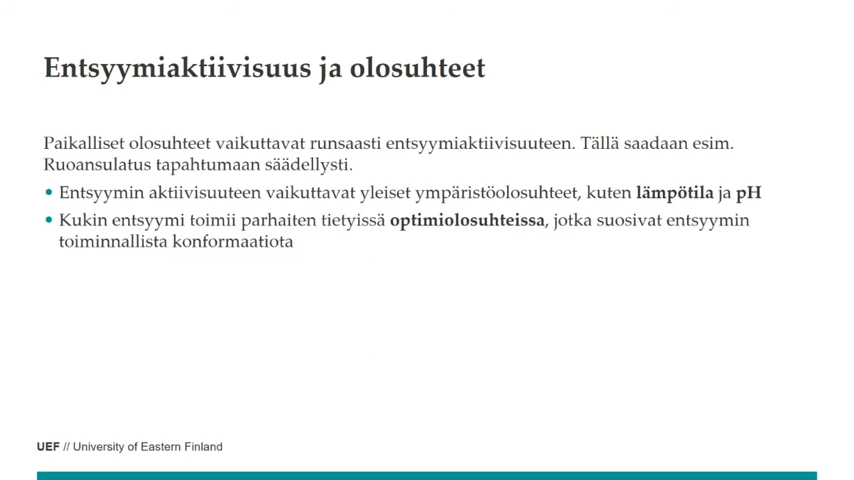 Entsyymiaktiivisuus ja olosuhteet
Paikalliset olosuhteet vaikuttavat runsaasti entsyymiaktiivisuuteen. Tällä saadaan esim.
Ruoansulatus tapahtumaan säädellysti.
• Entsyymin aktiivisuuteen vaikuttavat yleiset ympäristöolosuhteet, kuten lämpötila ja pH
• Kukin entsyymi toimii parhaiten tietyissä optimiolosuhteissa, jotka suosivat entsyymin
toiminnallista konformaatiota
UEF // University of Eastern Finland